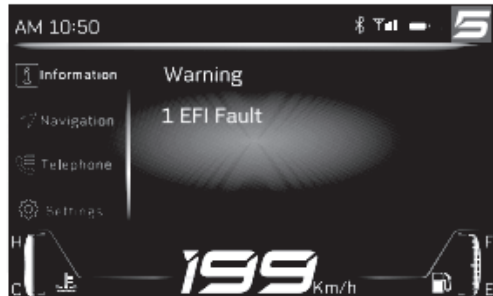 AM 10:50
5
Information
Warning
1 EFI Fault
Navigation
Telephone
Settings
H
F
199 Km/h
C
E